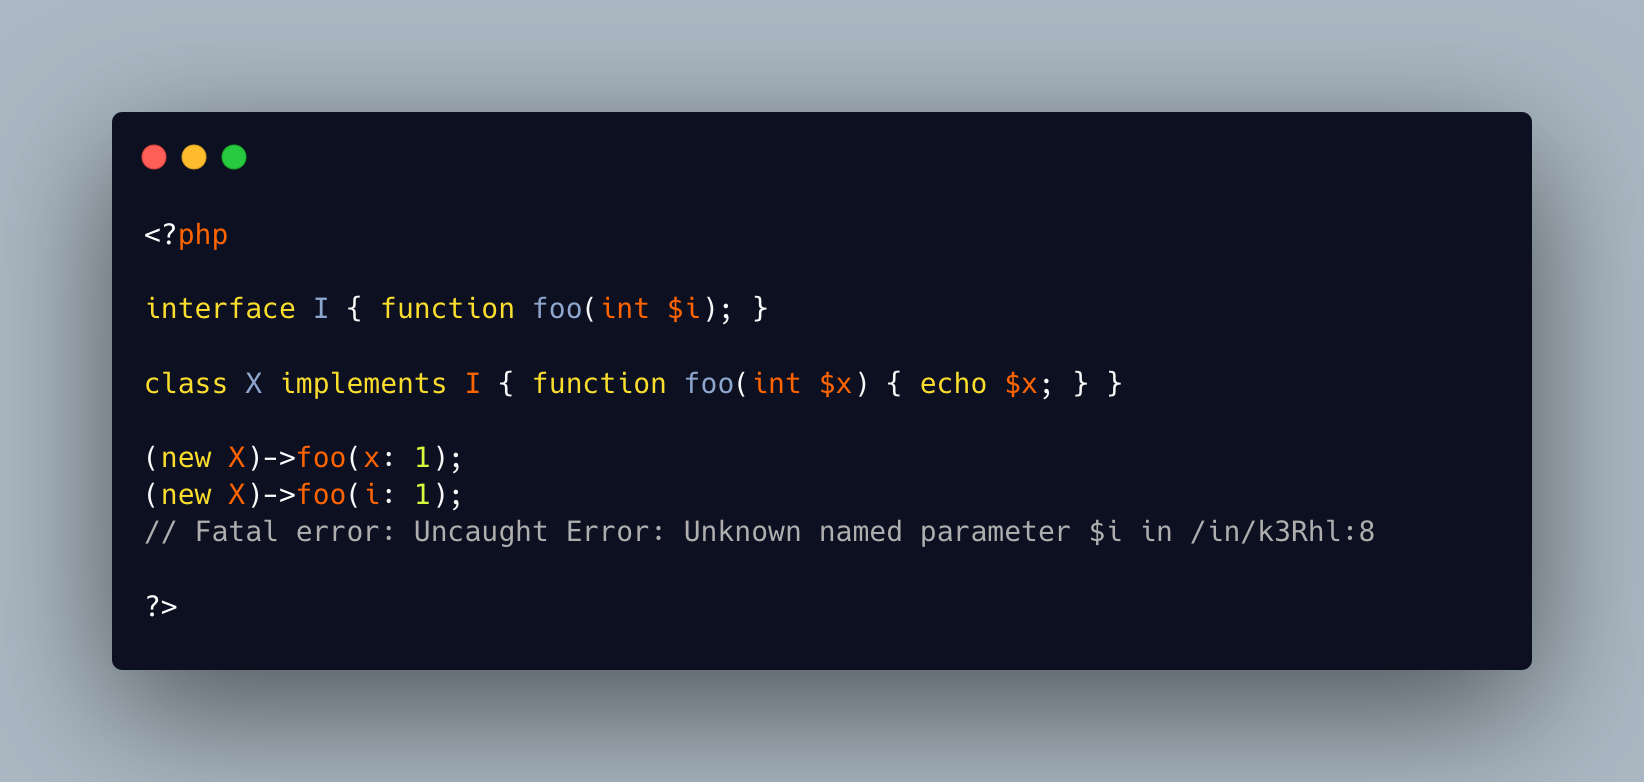 <?php
interface I { function foo(int $i); }
class X implements I { function foo(int $x) { echo $x; } }
(new X)->foo(x: 1);
(new X)->foo(i: 1);
// Fatal error: Uncaught Error: Unknown named parameter $i in /in/k3Rhl:8
?>